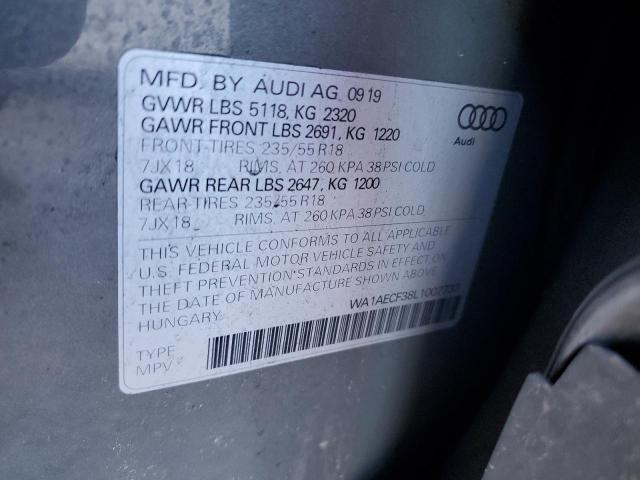 MFD. BY AUDI AG 0919
GVWR LBS 5118, KG 2320
GAWR FRONT LBS 2691, KG 1220
FRONT-TIRES 235/55 R18
7JX18 RIMS, AT 260 KPA 38 PSI COLD
GAWR REAR LBS 2647, KG 1200
REAR-TIRES 235/55 R18
7JX18 RIMS, AT 260 KPA 38 PSI COLD
Audi
THIS VEHICLE CONFORMS TO ALL APPLICABLE
U.S. FEDERAL MOTOR VEHICLE SAFETY AND
THEFT PREVENTION STANDARDS IN EFFECT ON
THE DATE OF MANUFACTURE SHOWN ABOVE.
HUNGARY
WA1AECF38L1007733
TYPE
MPV